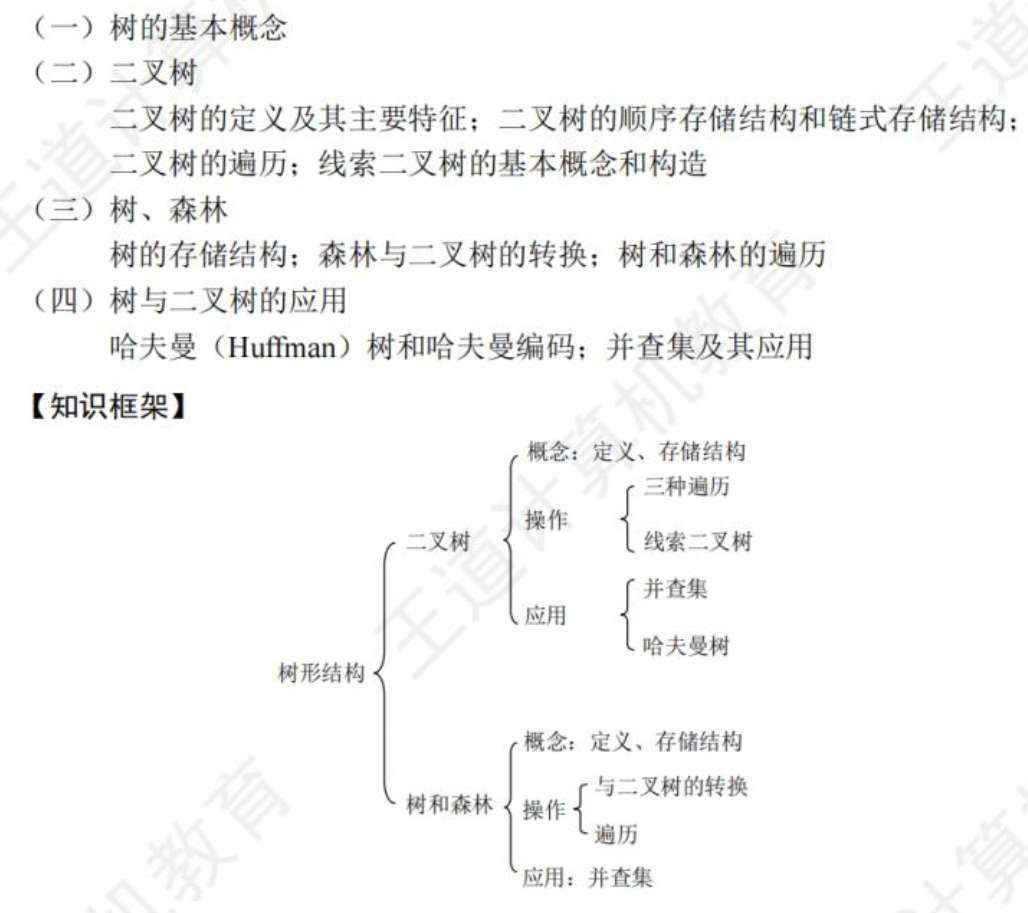 （一）树的基本概念
（二）二叉树
二叉树的定义及其主要特征；二叉树的顺序存储结构和链式存储结构；
二叉树的遍历；线索二叉树的基本概念和构造
（三）树、森林
树的存储结构；森林与二叉树的转换；树和森林的遍历
（四）树与二叉树的应用
哈夫曼（Huffman）树和哈夫曼编码；并查集及其应用
【知识框架】
树形结构
二叉树
概念：定义、存储结构
操作
三种遍历
线索二叉树
应用
并查集
哈夫曼树
树和森林
概念：定义、存储结构
操作
与二叉树的转换
遍历
应用：并查集
王道计算机教育